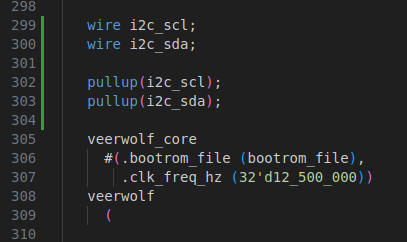 298
299 wire i2c_scl;
300 wire i2c_sda;
301
302 pullup(i2c_scl);
303 pullup(i2c_sda);
304
305 veerwolf_core
306 #(.bootrom_file (bootrom_file),
307 .clk_freq_hz (32'd12_500_000))
308 veerwolf
309 (
310